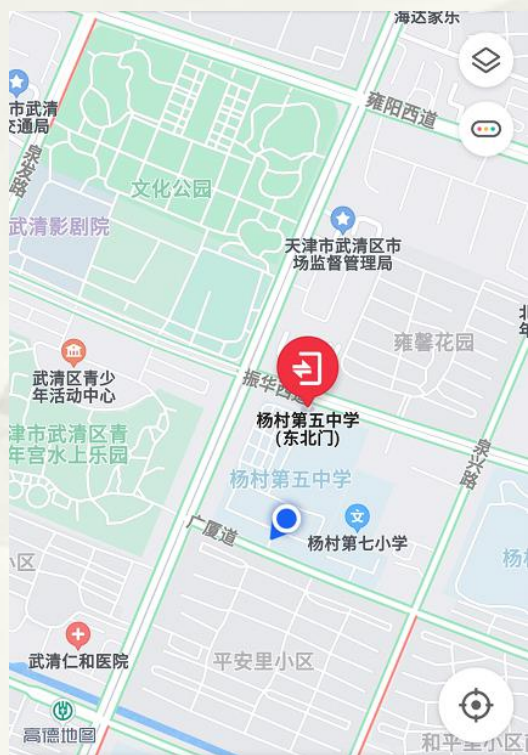 海达家乐
雍阳西道
市武清
交通局
泉发路
文化公园
武清影剧院
天津市武清区市
场监督管理局
北
年
雍馨花园
武清区青少
年活动中心
振华西道
杨村第五中学
(东北门)
津市武清区青
年宫水上乐园
泉兴路
杨村第五中学
文
广厦道
杨村第七小学
小区
杨
武清仁和医院
平安里小区
高德地图
和平里小区